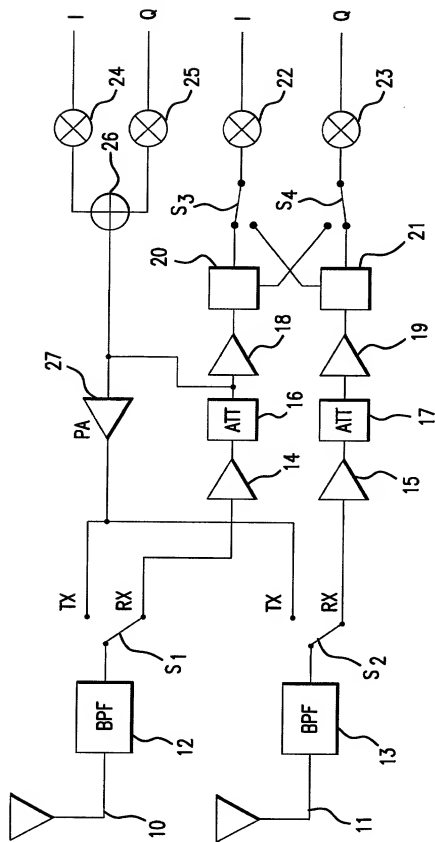 I
Q
I
Q
24
25
26
22
23
S3
S4
20
21
27
PA
18
19
ATT
16
ATT
17
14
15
TX
RX
TX
RX
S1
S2
BPF
12
BPF
13
10
11